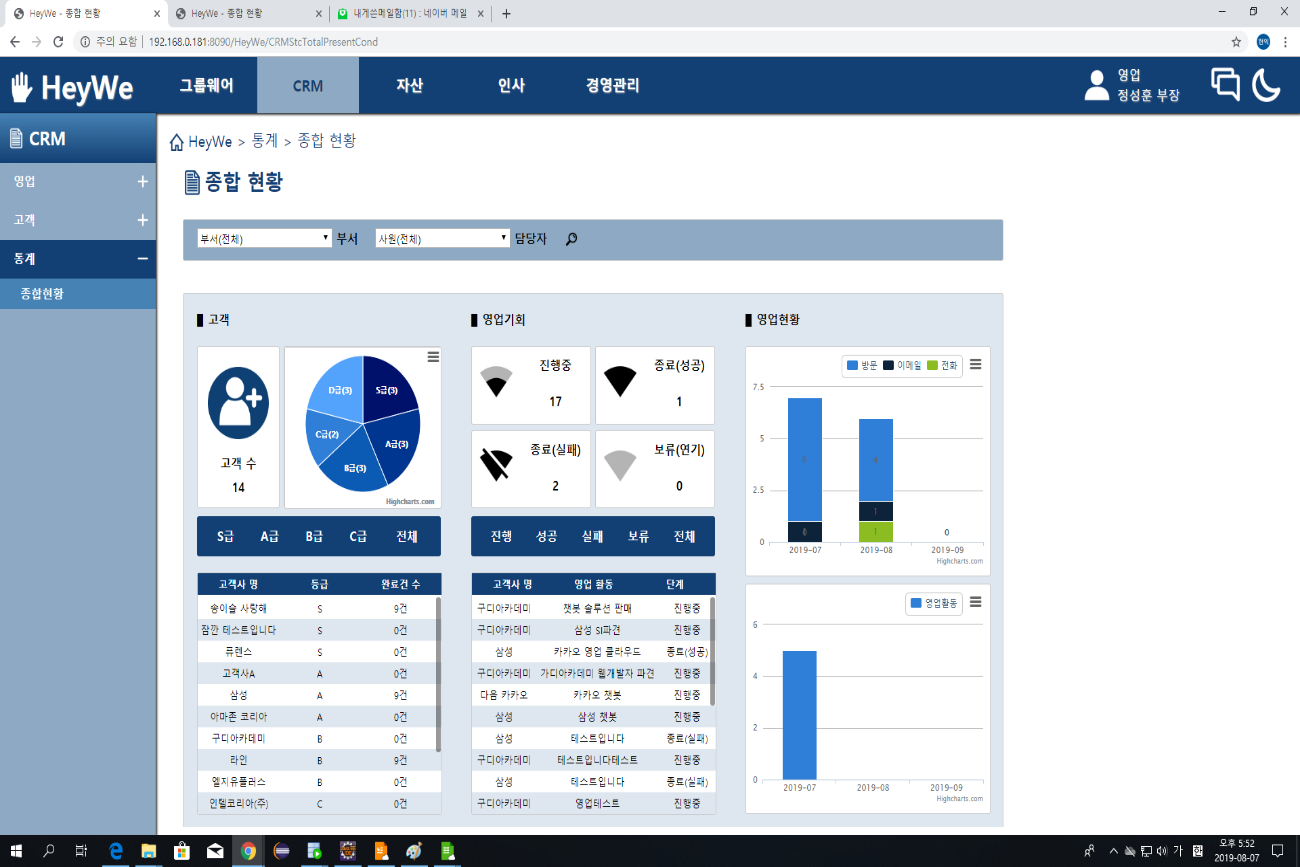 HeyWe - 종합 현황
HeyWe - 종합 현황
내게쓴메일함(11) : 네이버 메일
주의 요함 | 192.168.0.181:8090/HeyWe/CRMStcTotalPresentCond
HeyWe
그룹웨어
CRM
자산
인사
경영관리
영업
정성훈 부장
CRM
영업
고객
통계
종합현황
HeyWe > 통계 > 종합 현황
종합 현황
부서(전체) 부서 사원(전체) 담당자
고객
고객 수
14
D급(3) S급(3)
C급(2) A급(3)
B급(3)
Highcharts.com
S급 A급 B급 C급 전체
고객사 명 등급 완료건 수
송이슬 사랑해 S 9건
잠깐 테스트입니다 S 0건
퓨렌스 S 0건
고객사A A 0건
삼성 A 9건
아마존 코리아 A 0건
구디아카데미 B 0건
라인 B 9건
엘지유플러스 B 0건
인텔코리아(주) C 0건
영업기회
진행중
17
종료(성공)
1
종료(실패)
2
보류(연기)
0
진행 성공 실패 보류 전체
고객사 명 영업 활동 단계
구디아카데미 챗봇 솔루션 판매 진행중
구디아카데미 삼성 SI파견 진행중
삼성 카카오 영업 클라우드 종료(성공)
구디아카데미 가디아카데미 웹개발자 파견 진행중
다음 카카오 카카오 챗봇 진행중
삼성 삼성 챗봇 진행중
삼성 테스트입니다 종료(실패)
구디아카데미 테스트입니다테스트 진행중
삼성 테스트입니다 종료(실패)
구디아카데미 영업테스트 진행중
영업현황
방문 이메일 전화
7.5
5
2.5
0
1
1
0
2019-07 2019-08 2019-09
Highcharts.com
영업활동
6
4
2
0
2019-07 2019-08 2019-09
Highcharts.com
가
오후 5:52
2019-08-07